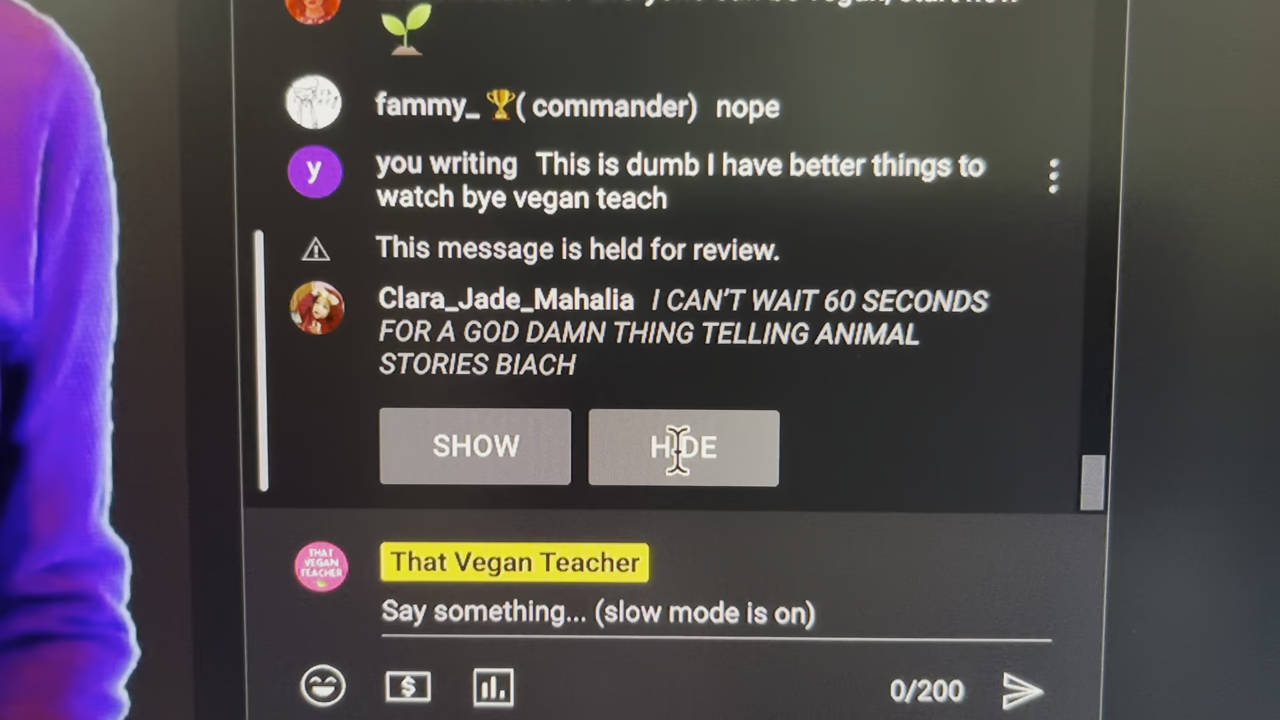 fammy_ 🏆( commander) nope
y
you writing This is dumb I have better things to
watch bye vegan teach
This message is held for review.
Clara_Jade_Mahalia I CAN'T WAIT 60 SECONDS
FOR A GOD DAMN THING TELLING ANIMAL
STORIES BIACH
SHOW HIDE
THAT
VEGAN
TEACHER
That Vegan Teacher
Say something... (slow mode is on)
$
0/200